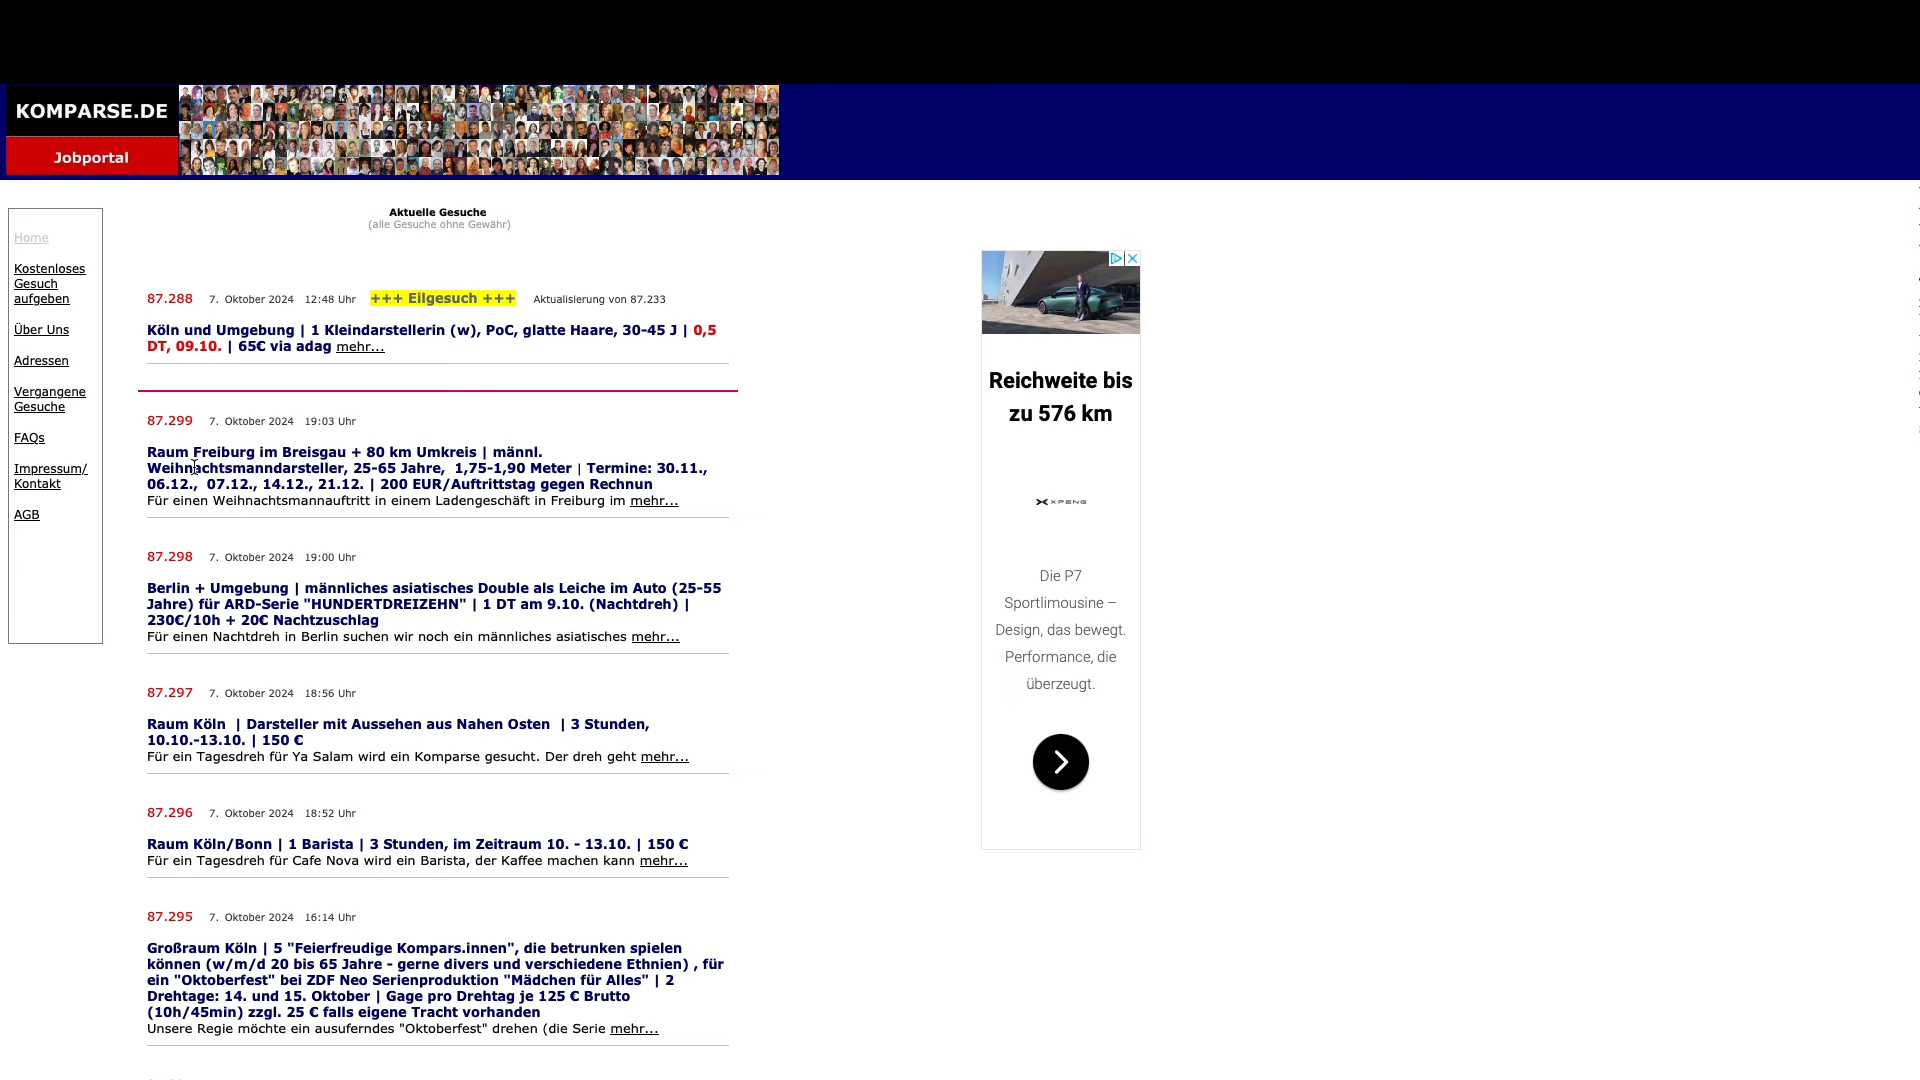 KOMPARSE.DE
Jobportal
Home
Kostenloses
Gesuch
aufgeben
Über Uns
Adressen
Vergangene
Gesuche
FAQs
Impressum/
Kontakt
AGB
Aktuelle Gesuche
(alle Gesuche ohne Gewähr)
87.288 7. Oktober 2024 12:48 Uhr +++ Eilgesuch +++ Aktualisierung von 87.233
Köln und Umgebung | 1 Kleindarstellerin (w), PoC, glatte Haare, 30-45 J | 0,5
DT, 09.10. | 65€ via adag mehr...
87.299 7. Oktober 2024 19:03 Uhr
Raum Freiburg im Breisgau + 80 km Umkreis | männl.
Weihnachtsmanndarsteller, 25-65 Jahre, 1,75-1,90 Meter | Termine: 30.11.,
06.12., 07.12., 14.12., 21.12. | 200 EUR/Auftrittstag gegen Rechnun
Für einen Weihnachtsmannauftritt in einem Ladengeschäft in Freiburg im mehr...
87.298 7. Oktober 2024 19:00 Uhr
Berlin + Umgebung | männliches asiatisches Double als Leiche im Auto (25-55
Jahre) für ARD-Serie "HUNDERTDREIZEHN" | 1 DT am 9.10. (Nachtdreh) |
230€/10h + 20€ Nachtzuschlag
Für einen Nachtdreh in Berlin suchen wir noch ein männliches asiatisches mehr...
87.297 7. Oktober 2024 18:56 Uhr
Raum Köln | Darsteller mit Aussehen aus Nahen Osten | 3 Stunden,
10.10.-13.10. | 150 €
Für ein Tagesdreh für Ya Salam wird ein Komparse gesucht. Der dreh geht mehr...
87.296 7. Oktober 2024 18:52 Uhr
Raum Köln/Bonn | 1 Barista | 3 Stunden, im Zeitraum 10. - 13.10. | 150 €
Für ein Tagesdreh für Cafe Nova wird ein Barista, der Kaffee machen kann mehr...
87.295 7. Oktober 2024 16:14 Uhr
Großraum Köln | 5 "Feierfreudige Kompars.innen", die betrunken spielen
können (w/m/d 20 bis 65 Jahre - gerne divers und verschiedene Ethnien) , für
ein "Oktoberfest" bei ZDF Neo Serienproduktion "Mädchen für Alles" | 2
Drehtage: 14. und 15. Oktober | Gage pro Drehtag je 125 € Brutto
(10h/45min) zzgl. 25 € falls eigene Tracht vorhanden
Unsere Regie möchte ein ausuferndes "Oktoberfest" drehen (die Serie mehr...
Reichweite bis
zu 576 km
XPENG
Die P7
Sportlimousine –
Design, das bewegt.
Performance, die
überzeugt.